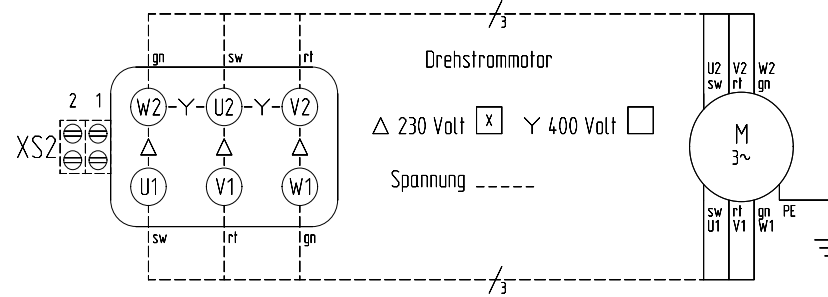 3
gn sw rt
Drehstrommotor
U2 V2 W2
sw rt gn
2 1
W2 Y U2 Y V2
XS2
△ 230 Volt X Y 400 Volt
M
3~
△ △ △
U1 V1 W1
Spannung _____
sw rt gn
sw rt gn PE
U1 V1 W1
3